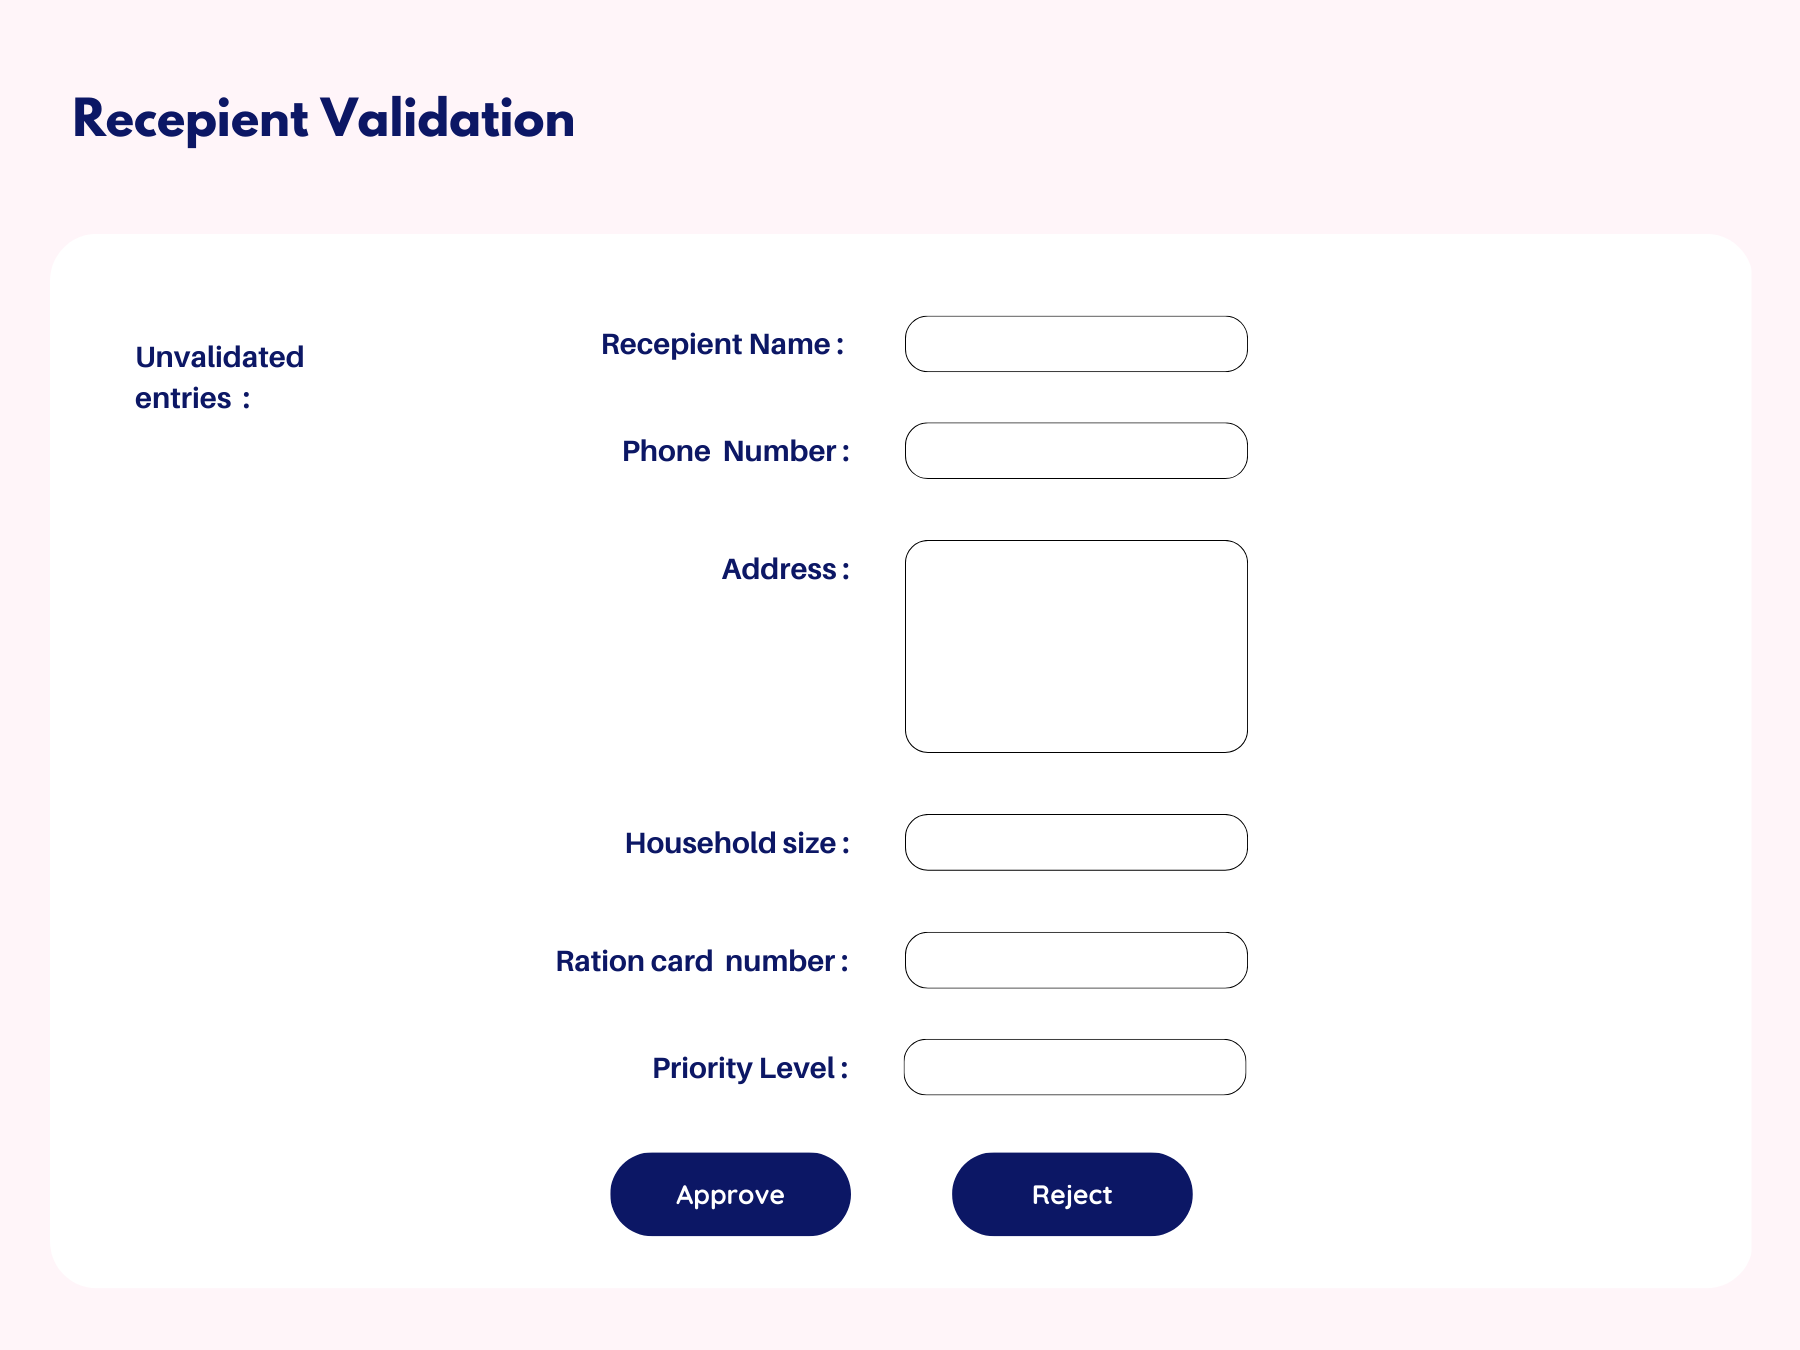 Recepient Validation
Unvalidated
entries :
Recepient Name :
Phone Number :
Address :
Household size :
Ration card number :
Priority Level :
Approve
Reject